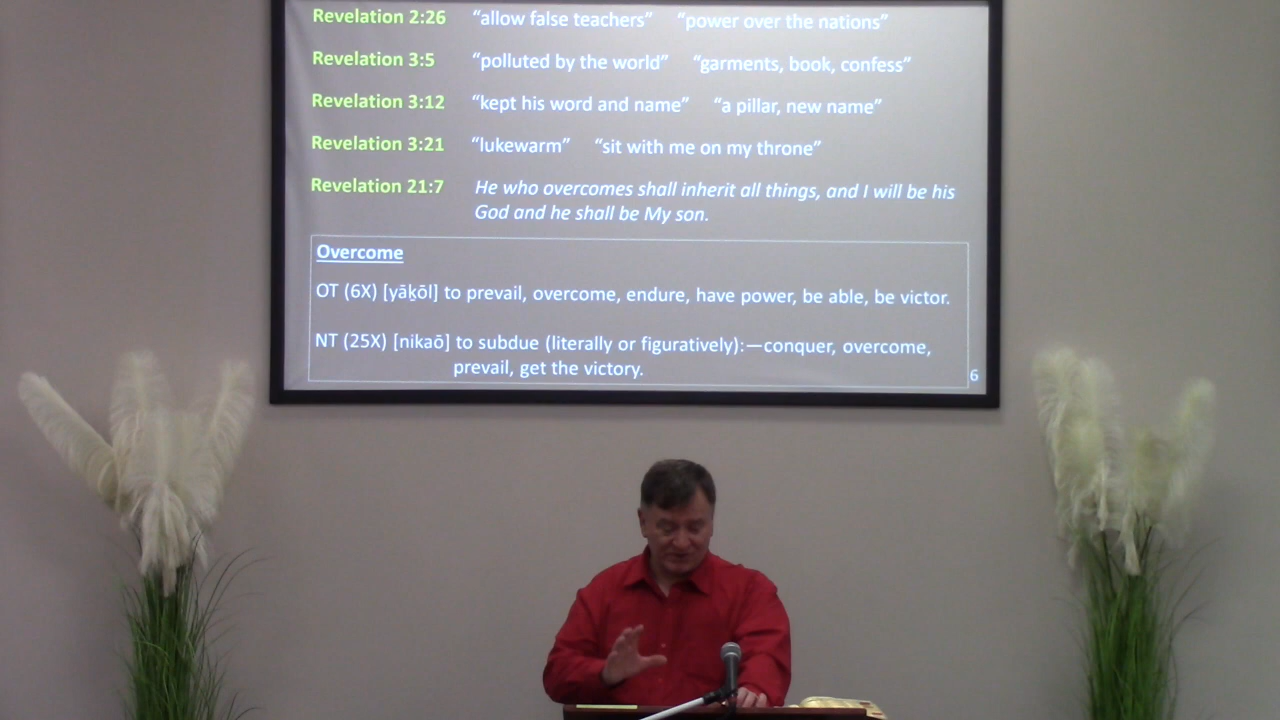 Revelation 2:26 “allow false teachers” “power over the nations”
Revelation 3:5 “polluted by the world” “garments, book, confess”
Revelation 3:12 “kept his word and name” “a pillar, new name”
Revelation 3:21 “lukewarm” “sit with me on my throne”
Revelation 21:7 He who overcomes shall inherit all things, and I will be his
God and he shall be My son.
Overcome
OT (6X) [yāḵōl] to prevail, overcome, endure, have power, be able, be victor.
NT (25X) [nikaō] to subdue (literally or figuratively):—conquer, overcome,
prevail, get the victory.
6